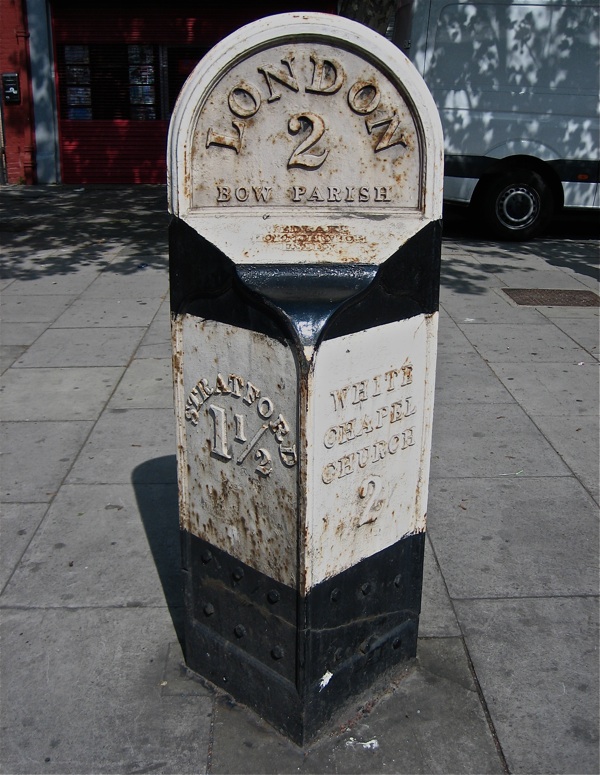 LONDON
2
BOW PARISH
STRATFORD
1 1/2
WHITE
CHAPEL
CHURCH
2